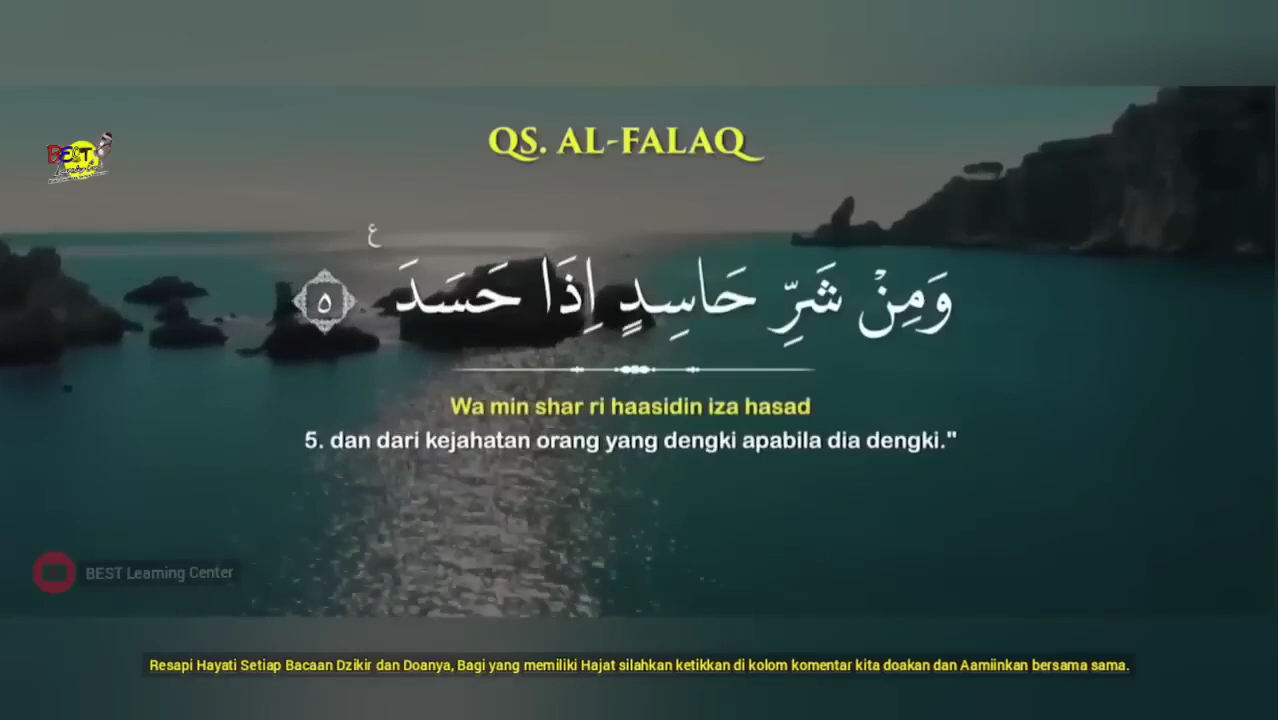 BEST
QS. AL-FALAQ
ع
وَمِنْ شَرِّ حَاسِدٍ اِذَا حَسَدَ ٥
Wa min shar ri haasidin iza hasad
5. dan dari kejahatan orang yang dengki apabila dia dengki."
BEST Learning Center
Resapi Hayati Setiap Bacaan Dzikir dan Doanya, Bagi yang memiliki Hajat silahkan ketikkan di kolom komentar kita doakan dan Aamiinkan bersama sama.